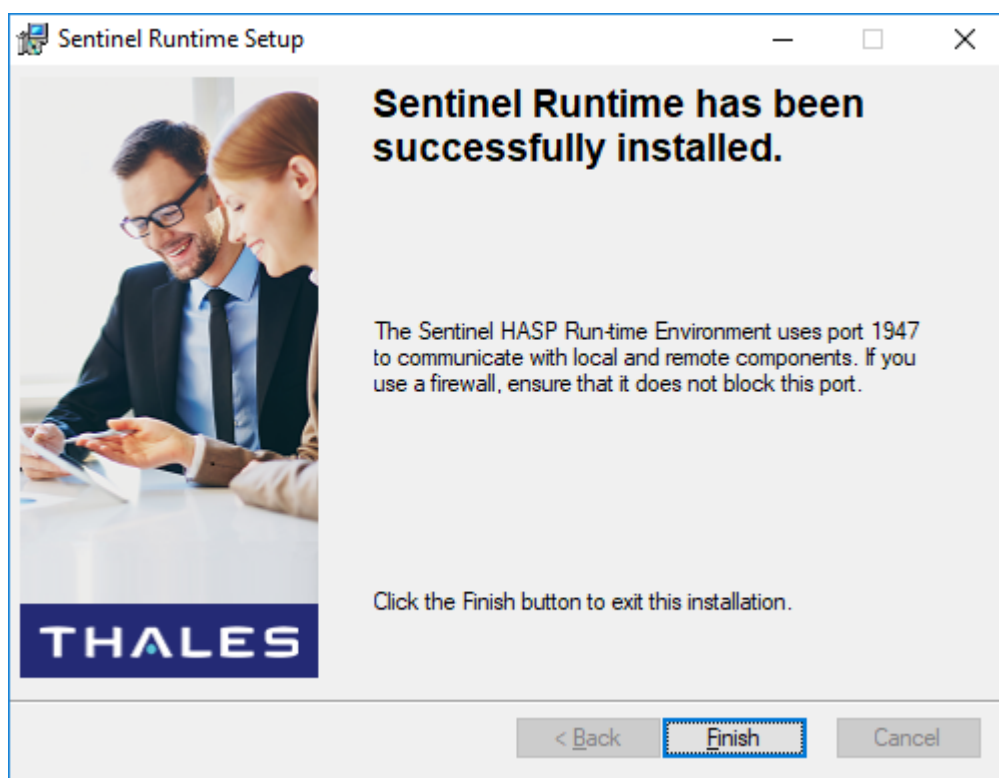 Sentinel Runtime Setup
Sentinel Runtime has been
successfully installed.
The Sentinel HASP Run-time Environment uses port 1947
to communicate with local and remote components. If you
use a firewall, ensure that it does not block this port.
Click the Finish button to exit this installation.
THALES
< Back
Finish
Cancel